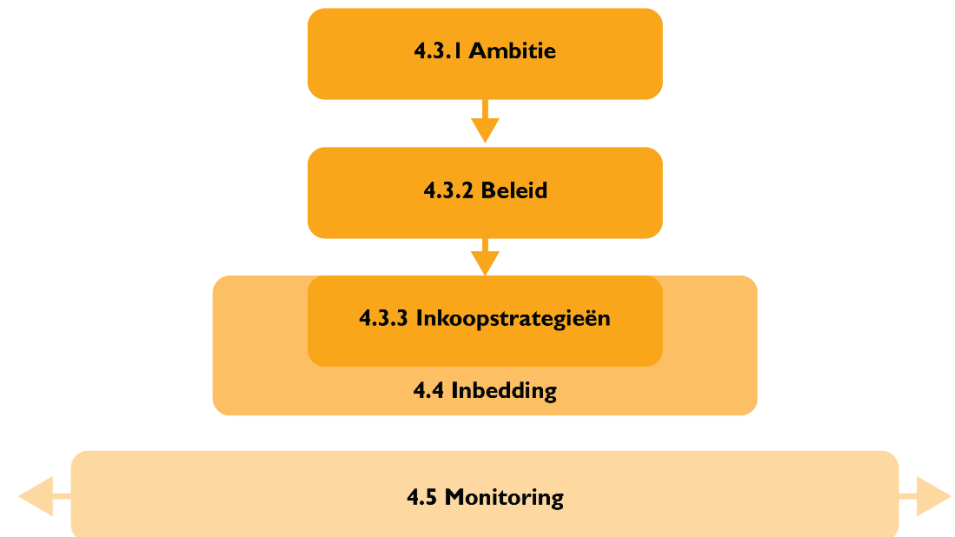 4.3.1 Ambitie
4.3.2 Beleid
4.3.3 Inkoopstrategieën
4.4 Inbedding
4.5 Monitoring